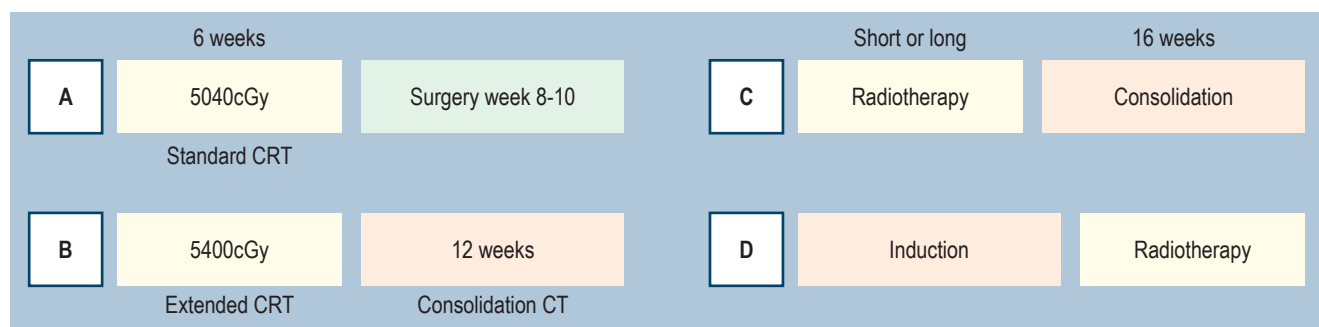 6 weeks
A
5040cGy
Surgery week 8-10
Standard CRT
B
5400cGy
12 weeks
Extended CRT
Consolidation CT
Short or long
16 weeks
C
Radiotherapy
Consolidation
D
Induction
Radiotherapy